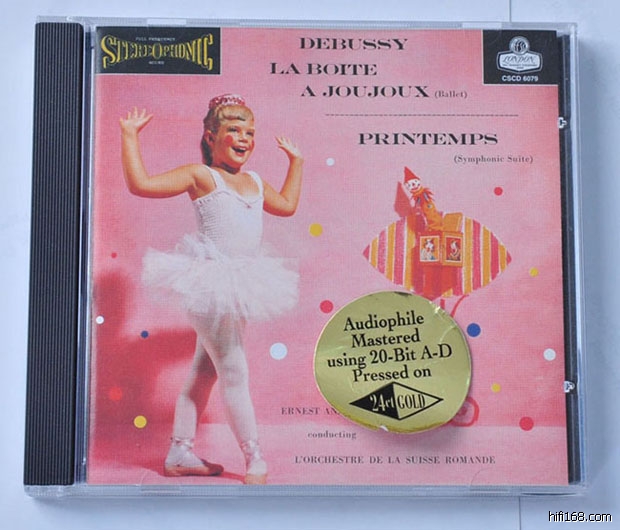 FULL FREQUENCY
STEREOPHONIC
LONDON
CSCD 6079
DEBUSSY
LA BOITE
A JOUJOUX (Ballet)
PRINTEMPS
(Symphonic Suite)
Audiophile
Mastered
using 20-Bit A-D
Pressed on
24ct GOLD
ERNEST AN
conducting
L'ORCHESTRE DE LA SUISSE ROMANDE
hifi168.com